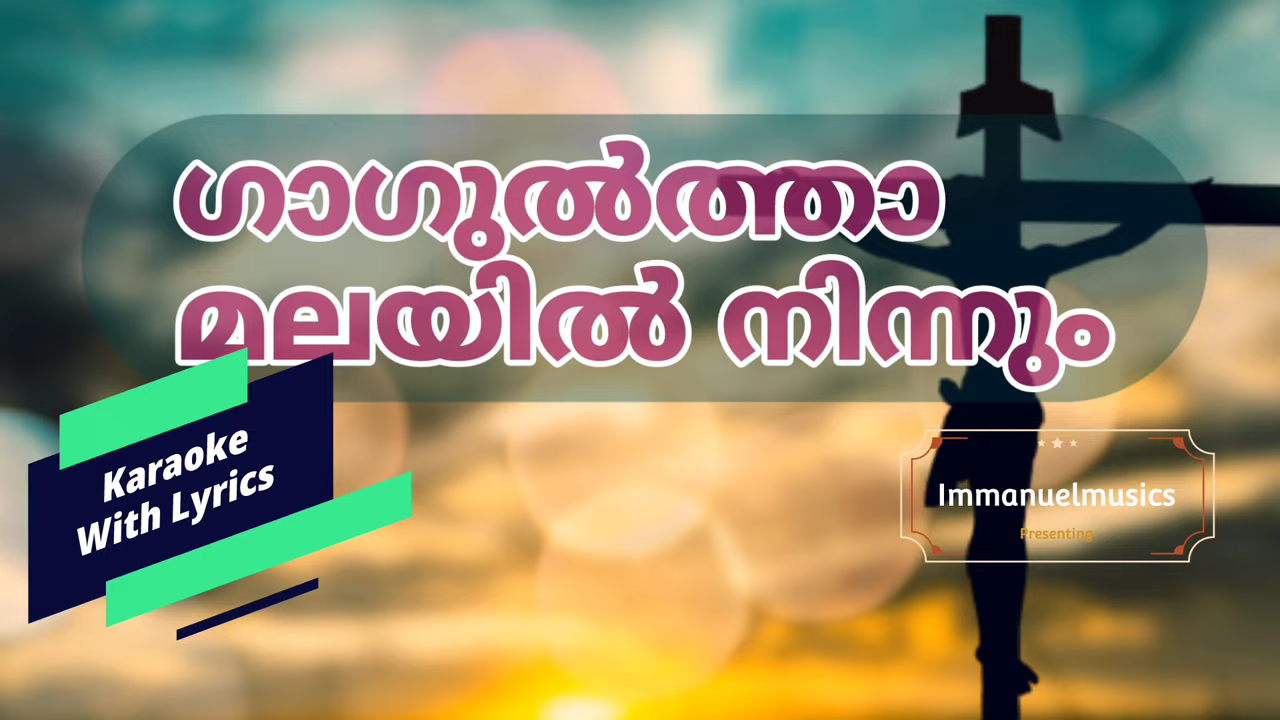 ഗാഗുൽത്താ
മലയിൽ നിന്നും
Karaoke
With Lyrics
Immanuelmusics
Presenting